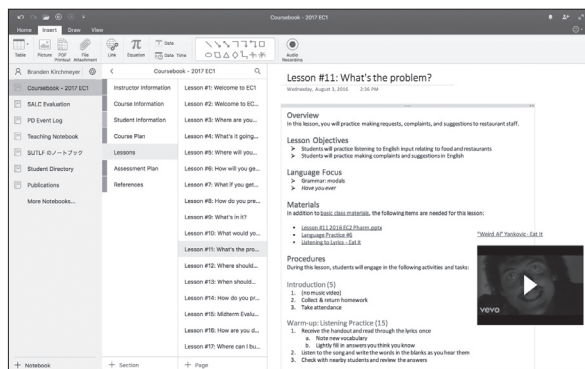 Coursebook - 2017 EC1
Home Insert Draw View
Table
Picture
PDF Printout
File Attachment
Link
Equation
Date
Date Time
Audio Recording
Branden Kirchmeyer
Coursebook - 2017 EC1
SALC Evaluation
PD Event Log
Teaching Notebook
SUTLF のノートブック
Student Directory
Publications
More Notebooks...
+ Notebook
Coursebook - 2017 EC1
Instructor Information
Course Information
Student Information
Course Plan
Lessons
Assessment Plan
References
+ Section
Lesson #1: Welcome to EC1
Lesson #2: Welcome to EC...
Lesson #3: Where are you...
Lesson #4: What's it going...
Lesson #5: Where will you...
Lesson #6: How will you ge...
Lesson #7: What if you get...
Lesson #8: How do you pre...
Lesson #9: What's in it?
Lesson #10: What would yo...
Lesson #11: What's the pro...
Lesson #12: Where should...
Lesson #13: When should...
Lesson #14: How do you pr...
Lesson #15: Midterm Evalu...
Lesson #16: How are you d...
Lesson #17: Where can I bu...
+ Page
Lesson #11: What's the problem?
Wednesday, August 3, 2016 2:36 PM
Overview
In this lesson, you will practice making requests, complaints, and suggestions to restaurant staff.
Lesson Objectives
➤ Students will practice listening to English input relating to food and restaurants
➤ Students will practice making complaints and suggestions in English
Language Focus
➤ Grammar: modals
➤ Have you ever
Materials
In addition to basic class materials, the following items are needed for this lesson:
• Lesson #11 2016 EC2 Pharm.pptx
• Language Practice #6
• Listening to Lyrics - Eat It
"Weird Al" Yankovic - Eat It
vevo
Procedures
During this lesson, students will engage in the following activities and tasks:
Introduction (5)
1. (no music video)
2. Collect & return homework
3. Take attendance
Warm-up: Listening Practice (15)
1. Receive the handout and read through the lyrics once
a. Note new vocabulary
b. Lightly fill in answers you think you know
2. Listen to the song and write the words in the blanks as you hear them
3. Check with nearby students and review the answers